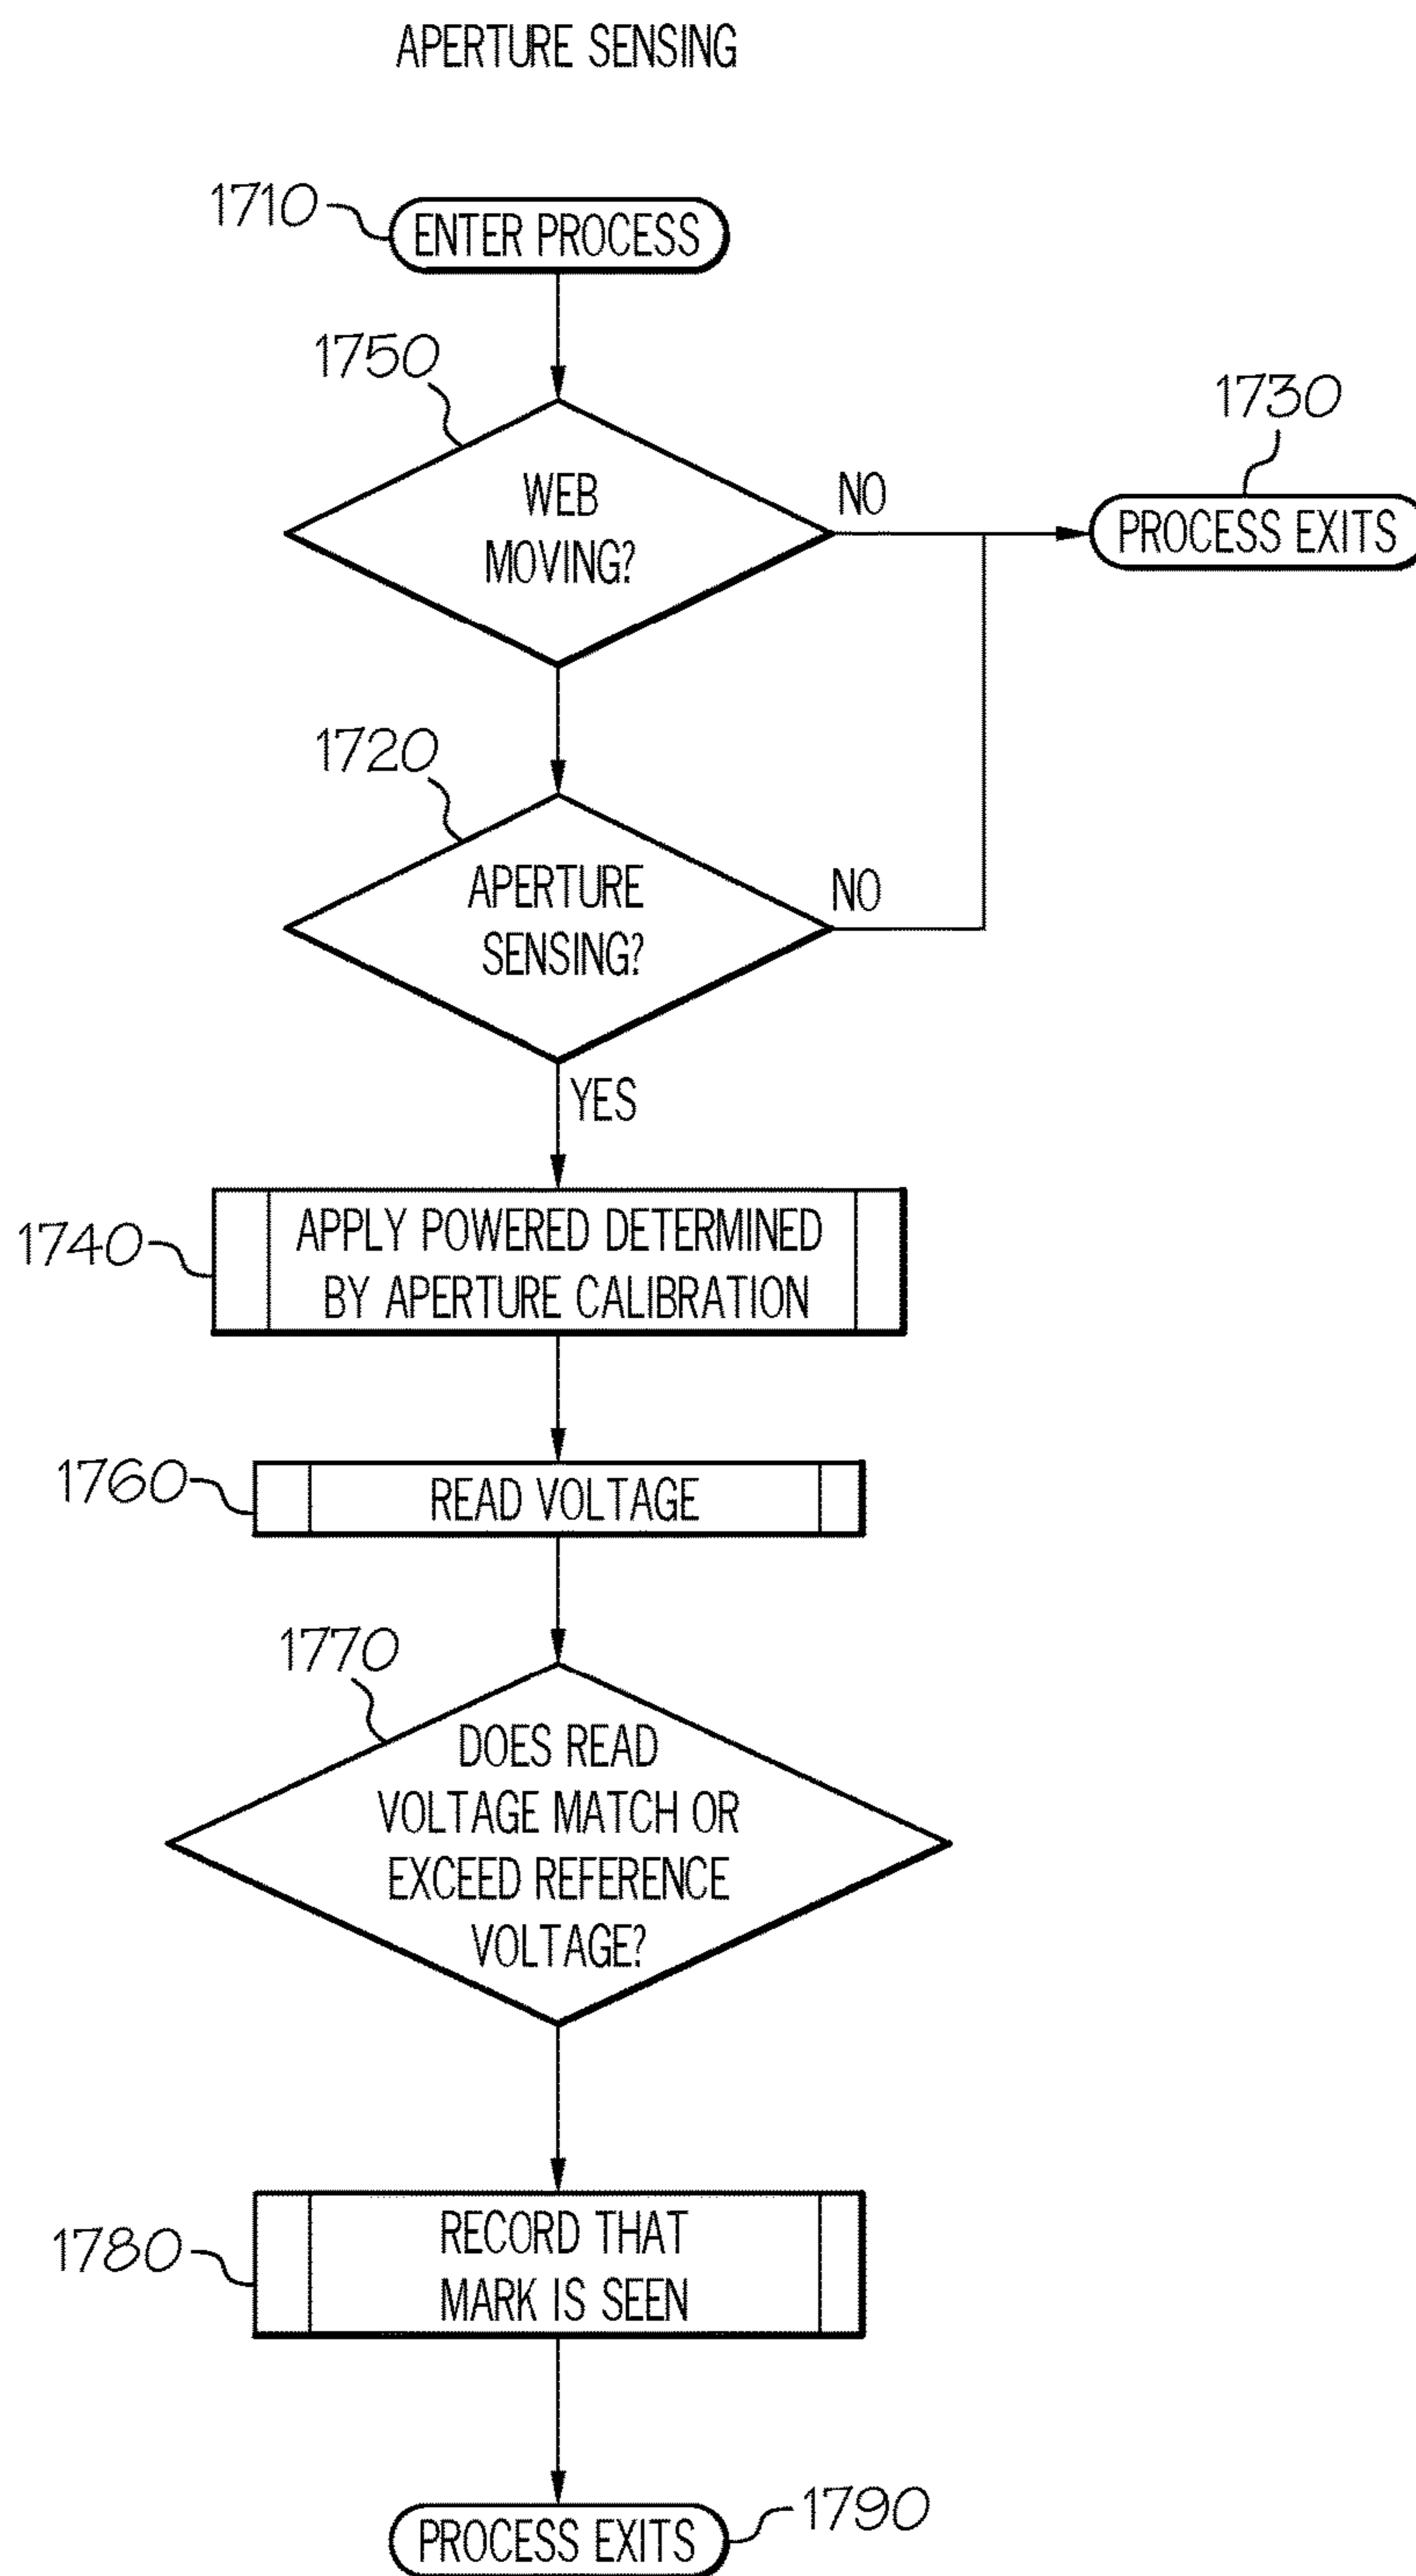 APERTURE SENSING
1710
ENTER PROCESS
1750
WEB
MOVING?
NO
1730
PROCESS EXITS
1720
APERTURE
SENSING?
NO
YES
1740
APPLY POWERED DETERMINED
BY APERTURE CALIBRATION
1760
READ VOLTAGE
1770
DOES READ
VOLTAGE MATCH OR
EXCEED REFERENCE
VOLTAGE?
1780
RECORD THAT
MARK IS SEEN
PROCESS EXITS
1790